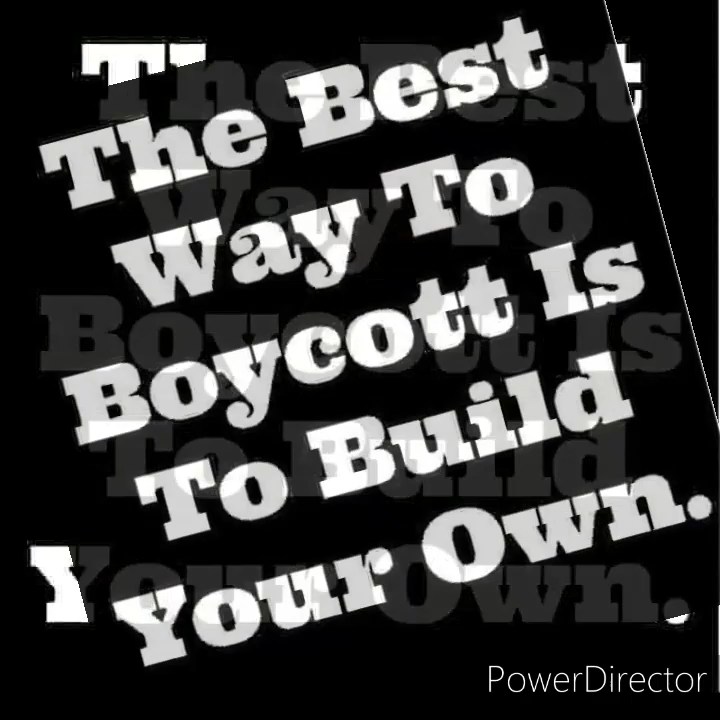 The Best
Way To
Boycott Is
To Build
Your Own.
PowerDirector